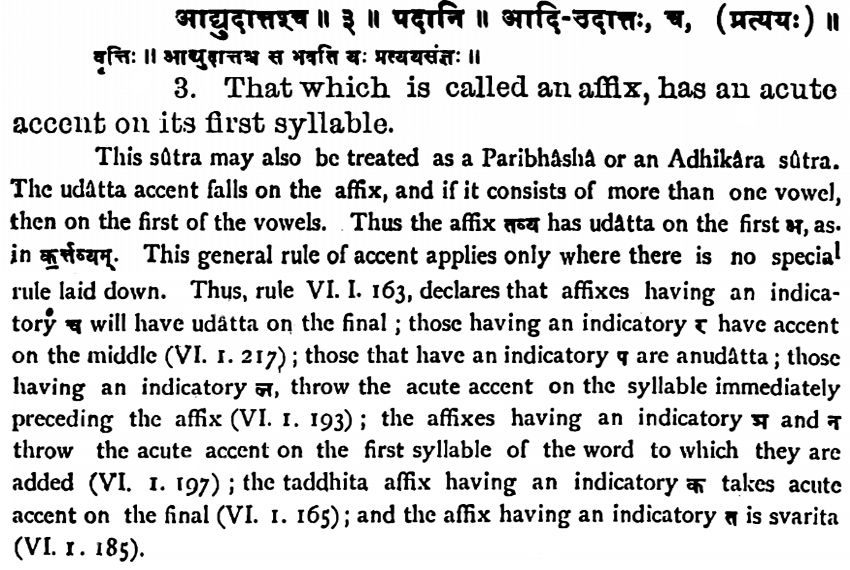 आद्युदात्तश्च ॥ ३ ॥ पदानि ॥ आदि-उदात्तः, च, (प्रत्ययः) ॥
वृत्तिः ॥ आद्युदात्तश्च स भवति यः प्रत्ययसंज्ञः ॥
3. That which is called an affix, has an acute
accent on its first syllable.
This sûtra may also be treated as a Paribhâshâ or an Adhikâra sûtra.
The udâtta accent falls on the affix, and if it consists of more than one vowel,
then on the first of the vowels. Thus the affix तव्य has udâtta on the first अ, as
in क॒र्त्तव्यम्. This general rule of accent applies only where there is no special
rule laid down. Thus, rule VI. I. 163, declares that affixes having an indica-
tory च will have udâtta on the final ; those having an indicatory र have accent
on the middle (VI. 1. 217) ; those that have an indicatory प are anudâtta ; those
having an indicatory ल, throw the acute accent on the syllable immediately
preceding the affix (VI. 1. 193) ; the affixes having an indicatory ञ and न
throw the acute accent on the first syllable of the word to which they are
added (VI. 1. 197) ; the taddhita affix having an indicatory क takes acute
accent on the final (VI. 1. 165) ; and the affix having an indicatory त is svarita
(VI. 1. 185).